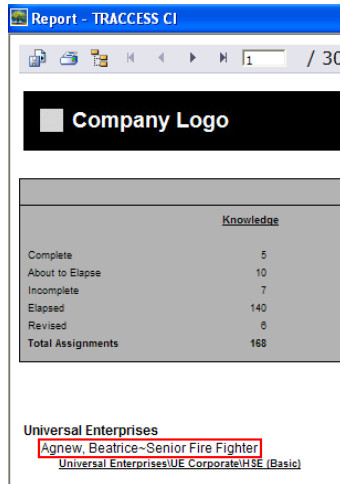 Report - TRACCESS CI
1 / 30
Company Logo
Knowledge
Complete 5
About to Elapse 10
Incomplete 7
Elapsed 140
Revised 6
Total Assignments 168
Universal Enterprises
Agnew, Beatrice~Senior Fire Fighter
Universal Enterprises\UE Corporate\HSE (Basic)